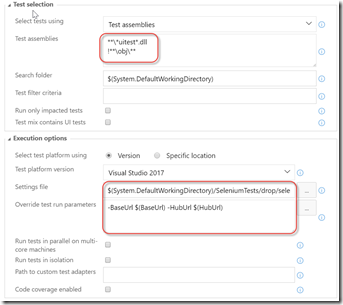 Test selection
Select tests using
Test assemblies
Test assemblies
**\*uitest*.dll
!**\obj\**
Search folder
$(System.DefaultWorkingDirectory)
Test filter criteria
Run only impacted tests
Test mix contains UI tests
Execution options
Select test platform using
Version
Specific location
Test platform version
Visual Studio 2017
Settings file
$(System.DefaultWorkingDirectory)/SeleniumTests/drop/sele
...
Override test run parameters
-BaseUrl $(BaseUrl) -HubUrl $(HubUrl)
...
Run tests in parallel on multi-
core machines
Run tests in isolation
Path to custom test adapters
Code coverage enabled